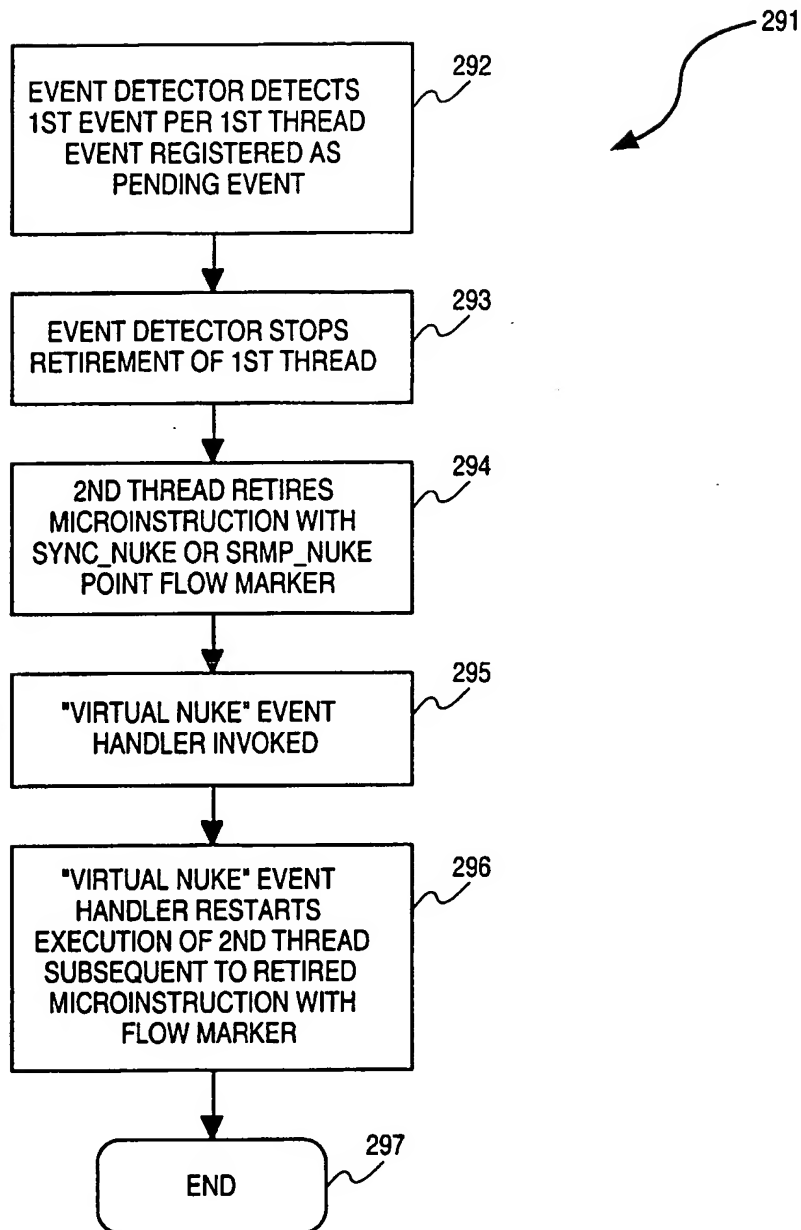 291
292
EVENT DETECTOR DETECTS
1ST EVENT PER 1ST THREAD
EVENT REGISTERED AS
PENDING EVENT
293
EVENT DETECTOR STOPS
RETIREMENT OF 1ST THREAD
294
2ND THREAD RETIRES
MICROINSTRUCTION WITH
SYNC_NUKE OR SRMP_NUKE
POINT FLOW MARKER
295
"VIRTUAL NUKE" EVENT
HANDLER INVOKED
296
"VIRTUAL NUKE" EVENT
HANDLER RESTARTS
EXECUTION OF 2ND THREAD
SUBSEQUENT TO RETIRED
MICROINSTRUCTION WITH
FLOW MARKER
297
END